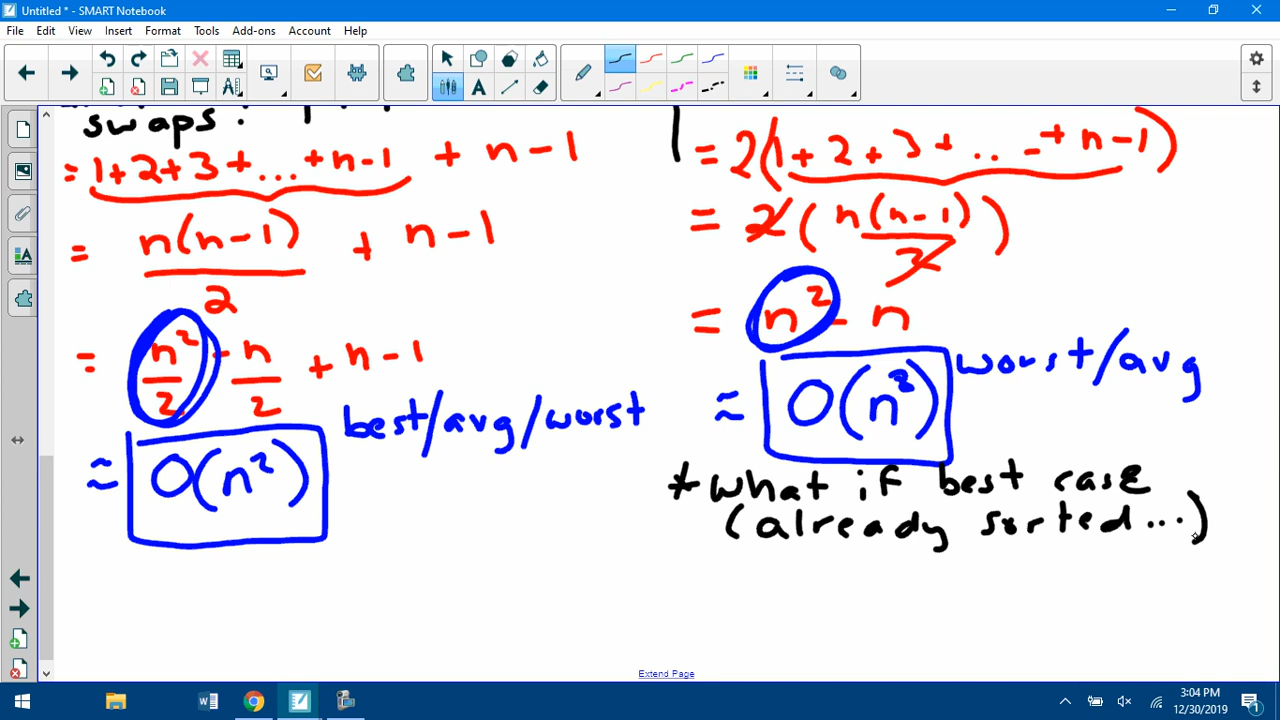 Untitled * - SMART Notebook
File Edit View Insert Format Tools Add-ons Account Help
swaps:
= 1+2+3+...+n-1 + n-1
= n(n-1)/2 + n-1
= n²/2 - n/2 + n-1
best/avg/worst
≈ O(n²)
= 2(1+2+3+...+n-1)
= 2(n(n-1)/2)
= n² - n
worst/avg
≈ O(n²)
* what if best case
(already sorted...)
Extend Page
3:04 PM
12/30/2019